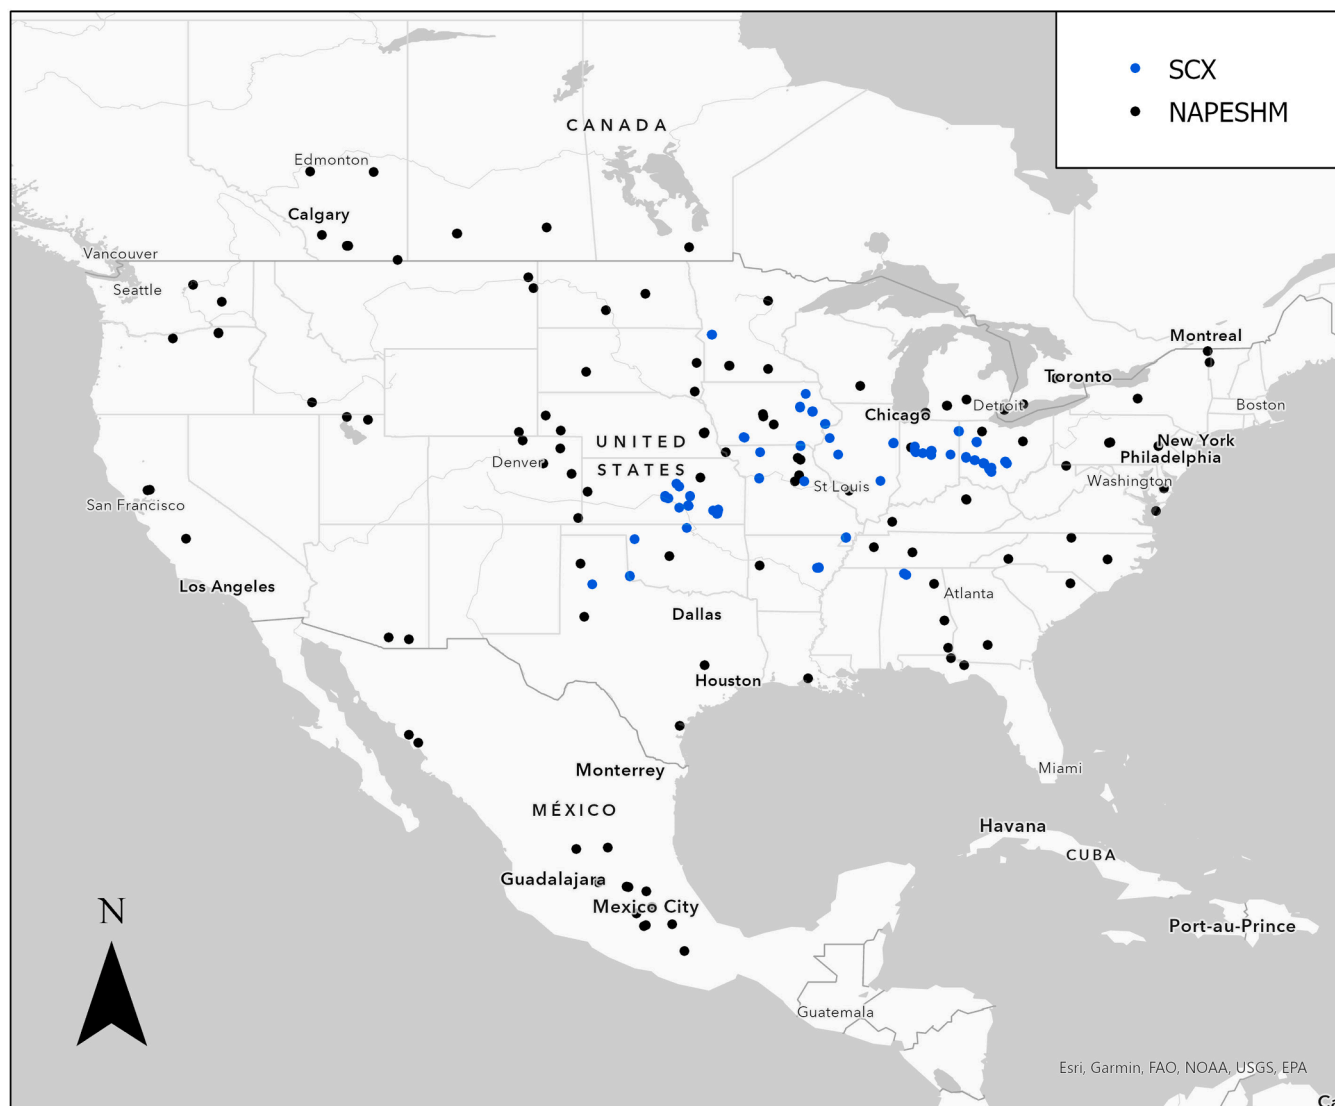 SCX
NAPESHM
CANADA
Edmonton
Calgary
Vancouver
Seattle
Montreal
Toronto
Detroit
Boston
Chicago
UNITED
STATES
New York
Philadelphia
Denver
Washington
St Louis
San Francisco
Los Angeles
Atlanta
Dallas
Houston
Miami
Monterrey
MÉXICO
Havana
CUBA
Guadalajara
Mexico City
N
Port-au-Prince
Guatemala
Esri, Garmin, FAO, NOAA, USGS, EPA